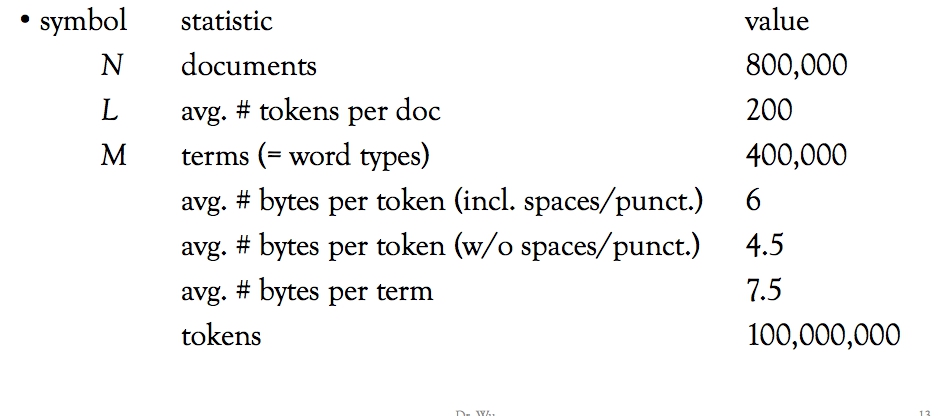 • symbol statistic value
N documents 800,000
L avg. # tokens per doc 200
M terms (= word types) 400,000
avg. # bytes per token (incl. spaces/punct.) 6
avg. # bytes per token (w/o spaces/punct.) 4.5
avg. # bytes per term 7.5
tokens 100,000,000
Dr. Wu 13